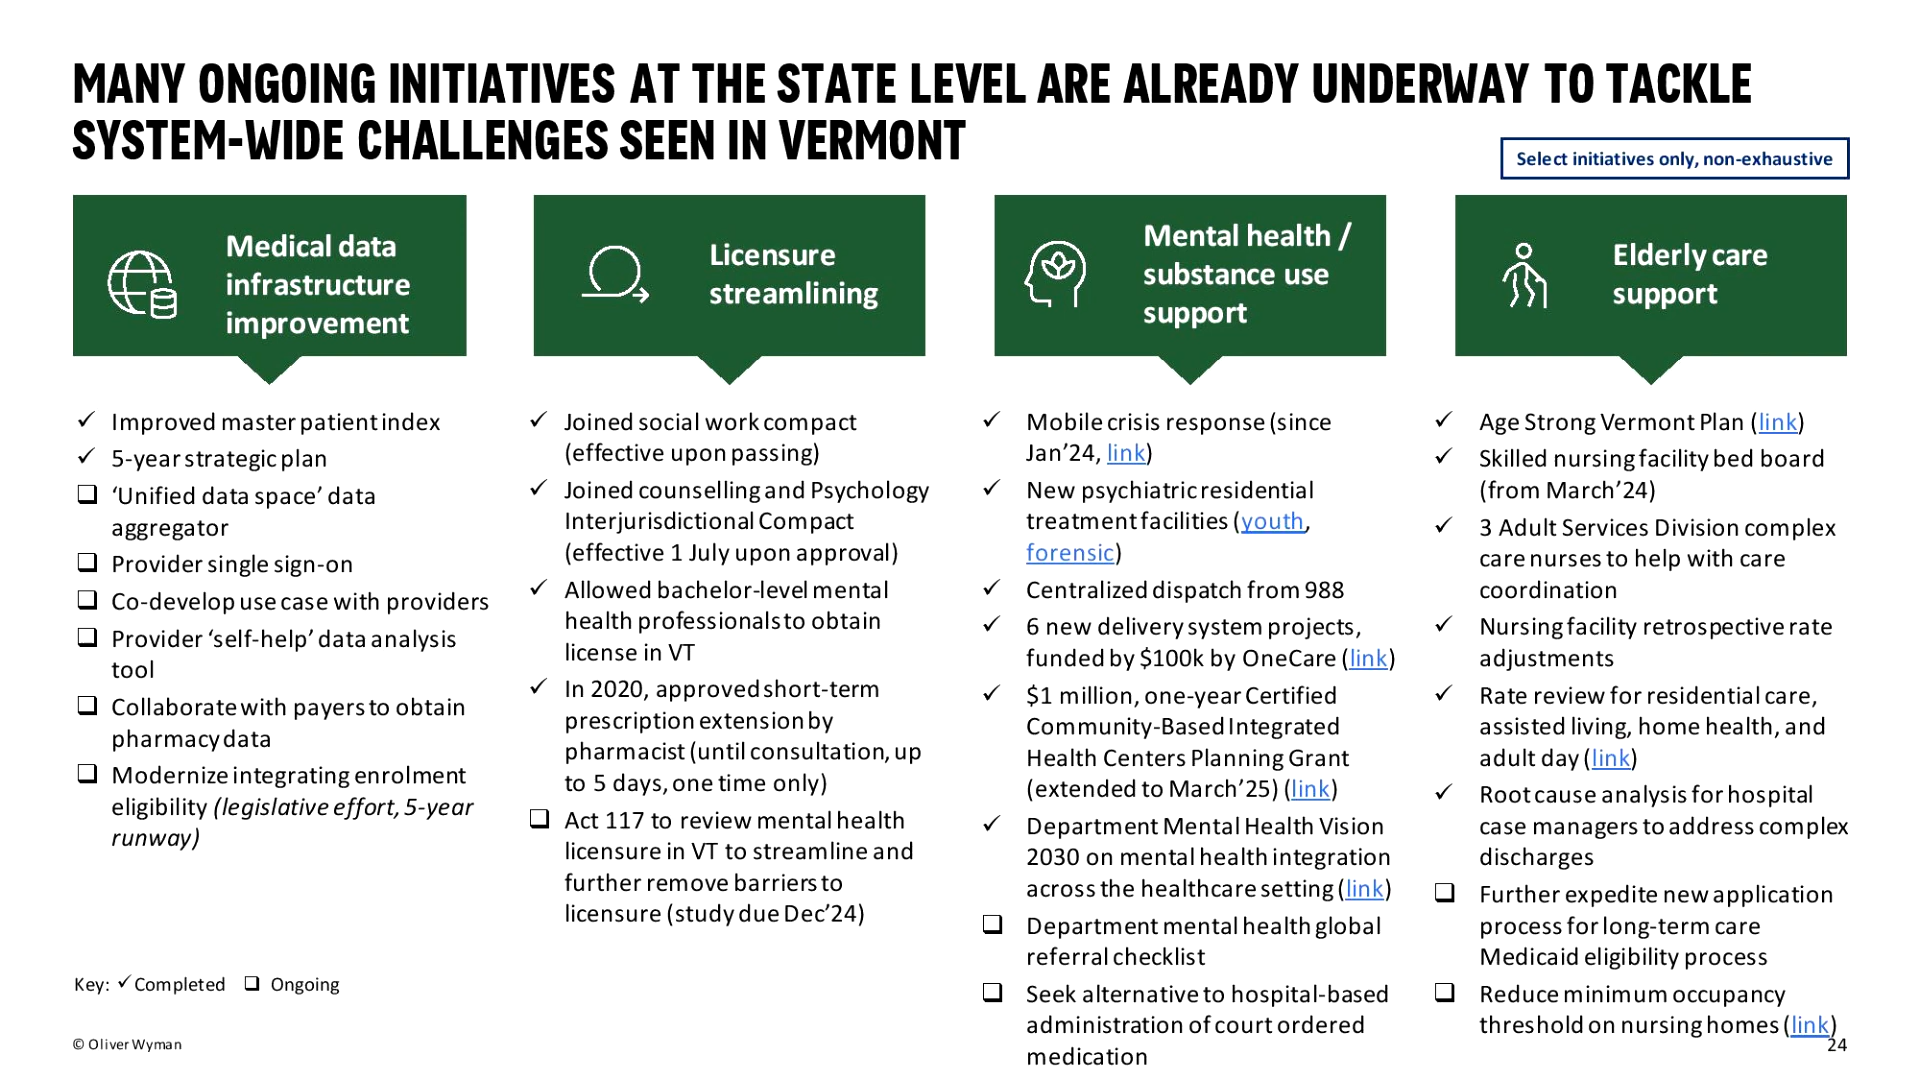 MANY ONGOING INITIATIVES AT THE STATE LEVEL ARE ALREADY UNDERWAY TO TACKLE
SYSTEM-WIDE CHALLENGES SEEN IN VERMONT
Select initiatives only, non-exhaustive
Medical data
infrastructure
improvement
✓ Improved master patient index
✓ 5-year strategic plan
❑ ‘Unified data space’ data
aggregator
❑ Provider single sign-on
❑ Co-develop use case with providers
❑ Provider ‘self-help’ data analysis
tool
❑ Collaborate with payers to obtain
pharmacy data
❑ Modernize integrating enrolment
eligibility (legislative effort, 5-year
runway)
Licensure
streamlining
✓ Joined social work compact
(effective upon passing)
✓ Joined counselling and Psychology
Interjurisdictional Compact
(effective 1 July upon approval)
✓ Allowed bachelor-level mental
health professionals to obtain
license in VT
✓ In 2020, approved short-term
prescription extension by
pharmacist (until consultation, up
to 5 days, one time only)
❑ Act 117 to review mental health
licensure in VT to streamline and
further remove barriers to
licensure (study due Dec’24)
Mental health /
substance use
support
✓ Mobile crisis response (since
Jan’24, link)
✓ New psychiatric residential
treatment facilities (youth,
forensic)
✓ Centralized dispatch from 988
✓ 6 new delivery system projects,
funded by $100k by OneCare (link)
✓ $1 million, one-year Certified
Community-Based Integrated
Health Centers Planning Grant
(extended to March’25) (link)
✓ Department Mental Health Vision
2030 on mental health integration
across the healthcare setting (link)
❑ Department mental health global
referral checklist
❑ Seek alternative to hospital-based
administration of court ordered
medication
Elderly care
support
✓ Age Strong Vermont Plan (link)
✓ Skilled nursing facility bed board
(from March’24)
✓ 3 Adult Services Division complex
care nurses to help with care
coordination
✓ Nursing facility retrospective rate
adjustments
✓ Rate review for residential care,
assisted living, home health, and
adult day (link)
✓ Root cause analysis for hospital
case managers to address complex
discharges
❑ Further expedite new application
process for long-term care
Medicaid eligibility process
❑ Reduce minimum occupancy
threshold on nursing homes (link)
Key: ✓ Completed ❑ Ongoing
© Oliver Wyman
24